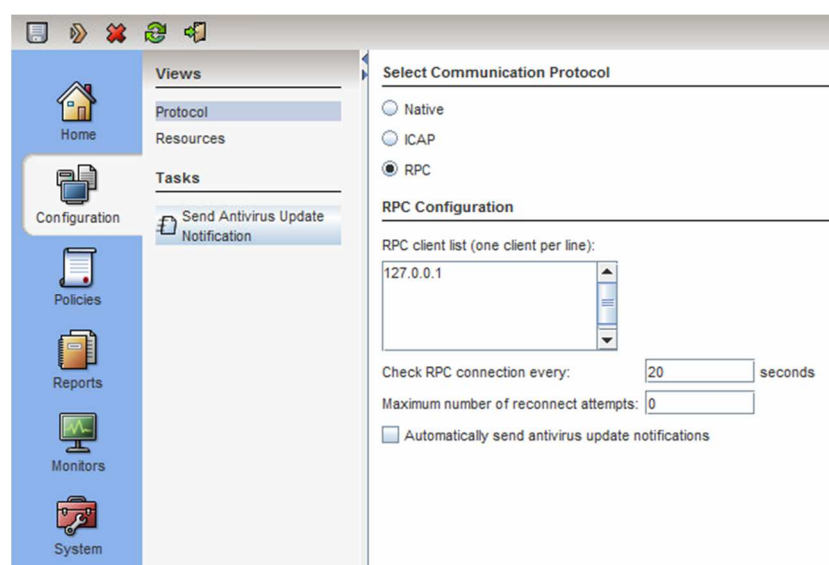 Home
Configuration
Policies
Reports
Monitors
System
Views
Protocol
Resources
Tasks
Send Antivirus Update
Notification
Select Communication Protocol
Native
ICAP
RPC
RPC Configuration
RPC client list (one client per line):
127.0.0.1
Check RPC connection every: 20 seconds
Maximum number of reconnect attempts: 0
Automatically send antivirus update notifications